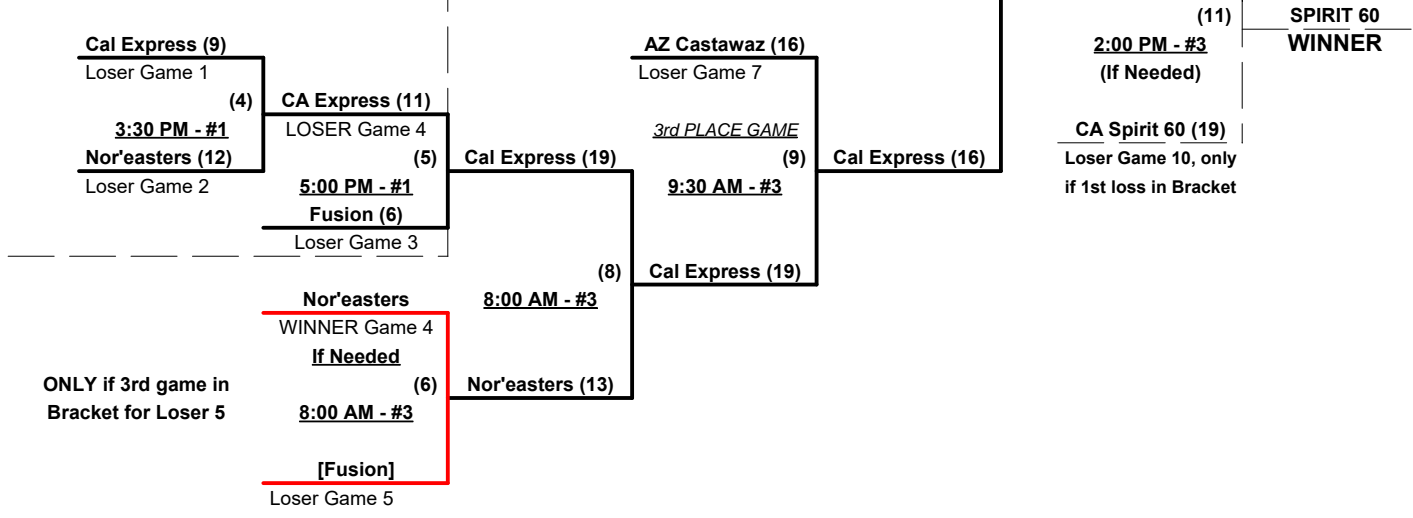 (11)
SPIRIT 60
Cal Express (9)
AZ Castawaz (16)
2:00 PM - #3
WINNER
Loser Game 1
Loser Game 7
(If Needed)
(4)
CA Express (11)
3:30 PM - #1
LOSER Game 4
3rd PLACE GAME
CA Spirit 60 (19)
Nor'easters (12)
(5)
Cal Express (19)
(9)
Cal Express (16)
Loser Game 10, only
Loser Game 2
5:00 PM - #1
9:30 AM - #3
if 1st loss in Bracket
Fusion (6)
Loser Game 3
(8)
Cal Express (19)
Nor'easters
8:00 AM - #3
WINNER Game 4
If Needed
ONLY if 3rd game in
(6)
Nor'easters (13)
Bracket for Loser 5
8:00 AM - #3
[Fusion]
Loser Game 5